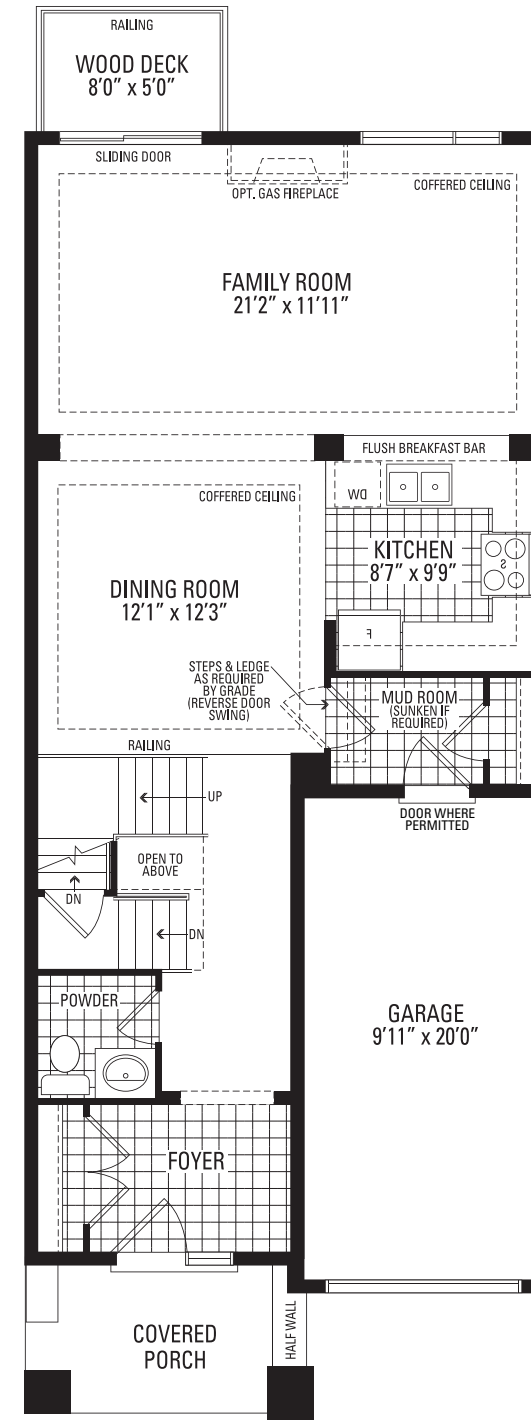 RAILING
WOOD DECK
8'0" x 5'0"
SLIDING DOOR
OPT. GAS FIREPLACE
COFFERED CEILING
FAMILY ROOM
21'2" x 11'11"
FLUSH BREAKFAST BAR
COFFERED CEILING
DW
KITCHEN
8'7" x 9'9"
S
F
DINING ROOM
12'1" x 12'3"
STEPS & LEDGE
AS REQUIRED
BY GRADE
(REVERSE DOOR
SWING)
MUD ROOM
(SUNKEN IF
REQUIRED)
RAILING
UP
DOOR WHERE
PERMITTED
OPEN TO
ABOVE
DN
DN
POWDER
GARAGE
9'11" x 20'0"
FOYER
COVERED
PORCH
HALF WALL